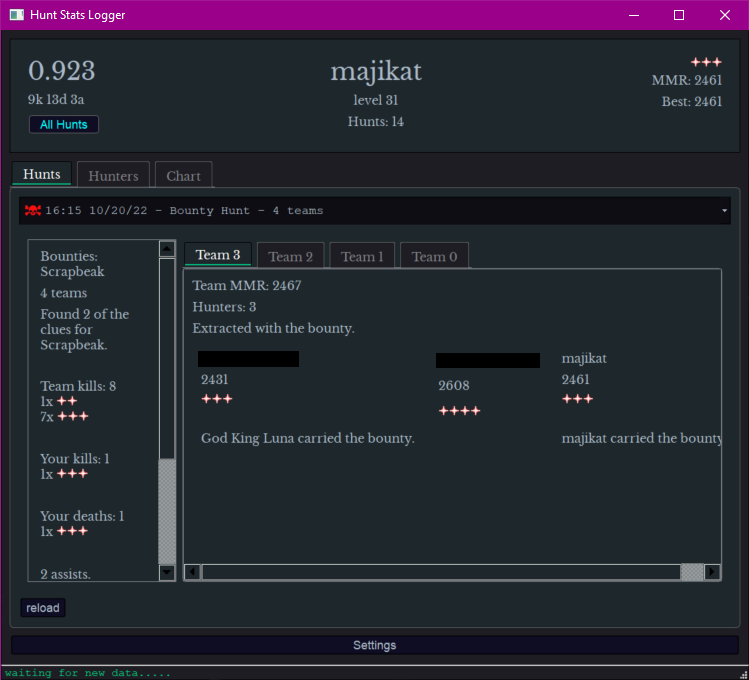 Hunt Stats Logger
0.923
majikat
MMR: 2461
9k 13d 3a
level 31
Best: 2461
All Hunts
Hunts: 14
Hunts
Hunters
Chart
16:15 10/20/22 - Bounty Hunt - 4 teams
Bounties:
Scrapbeak
4 teams
Found 2 of the
clues for
Scrapbeak.
Team kills: 8
1x
7x
Your kills: 1
1x
Your deaths: 1
1x
2 assists.
Team 3
Team 2
Team 1
Team 0
Team MMR: 2467
Hunters: 3
Extracted with the bounty.
majikat
2431
2608
2461
God King Luna carried the bounty.
majikat carried the bounty
reload
Settings
waiting for new data.....